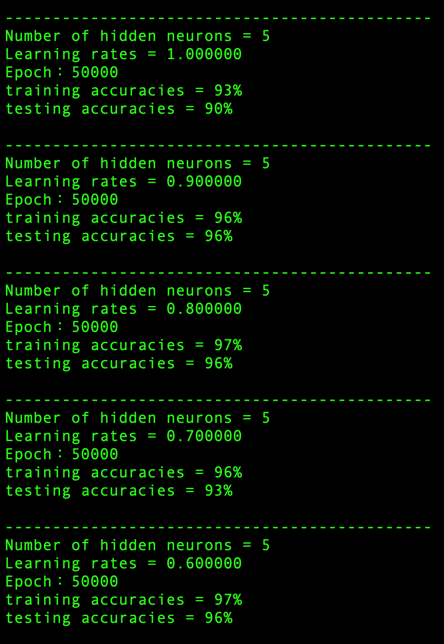 --------------------------------------------
Number of hidden neurons = 5
Learning rates = 1.000000
Epoch：50000
training accuracies = 93%
testing accuracies = 90%
--------------------------------------------
Number of hidden neurons = 5
Learning rates = 0.900000
Epoch：50000
training accuracies = 96%
testing accuracies = 96%
--------------------------------------------
Number of hidden neurons = 5
Learning rates = 0.800000
Epoch：50000
training accuracies = 97%
testing accuracies = 96%
--------------------------------------------
Number of hidden neurons = 5
Learning rates = 0.700000
Epoch：50000
training accuracies = 96%
testing accuracies = 93%
--------------------------------------------
Number of hidden neurons = 5
Learning rates = 0.600000
Epoch：50000
training accuracies = 97%
testing accuracies = 96%